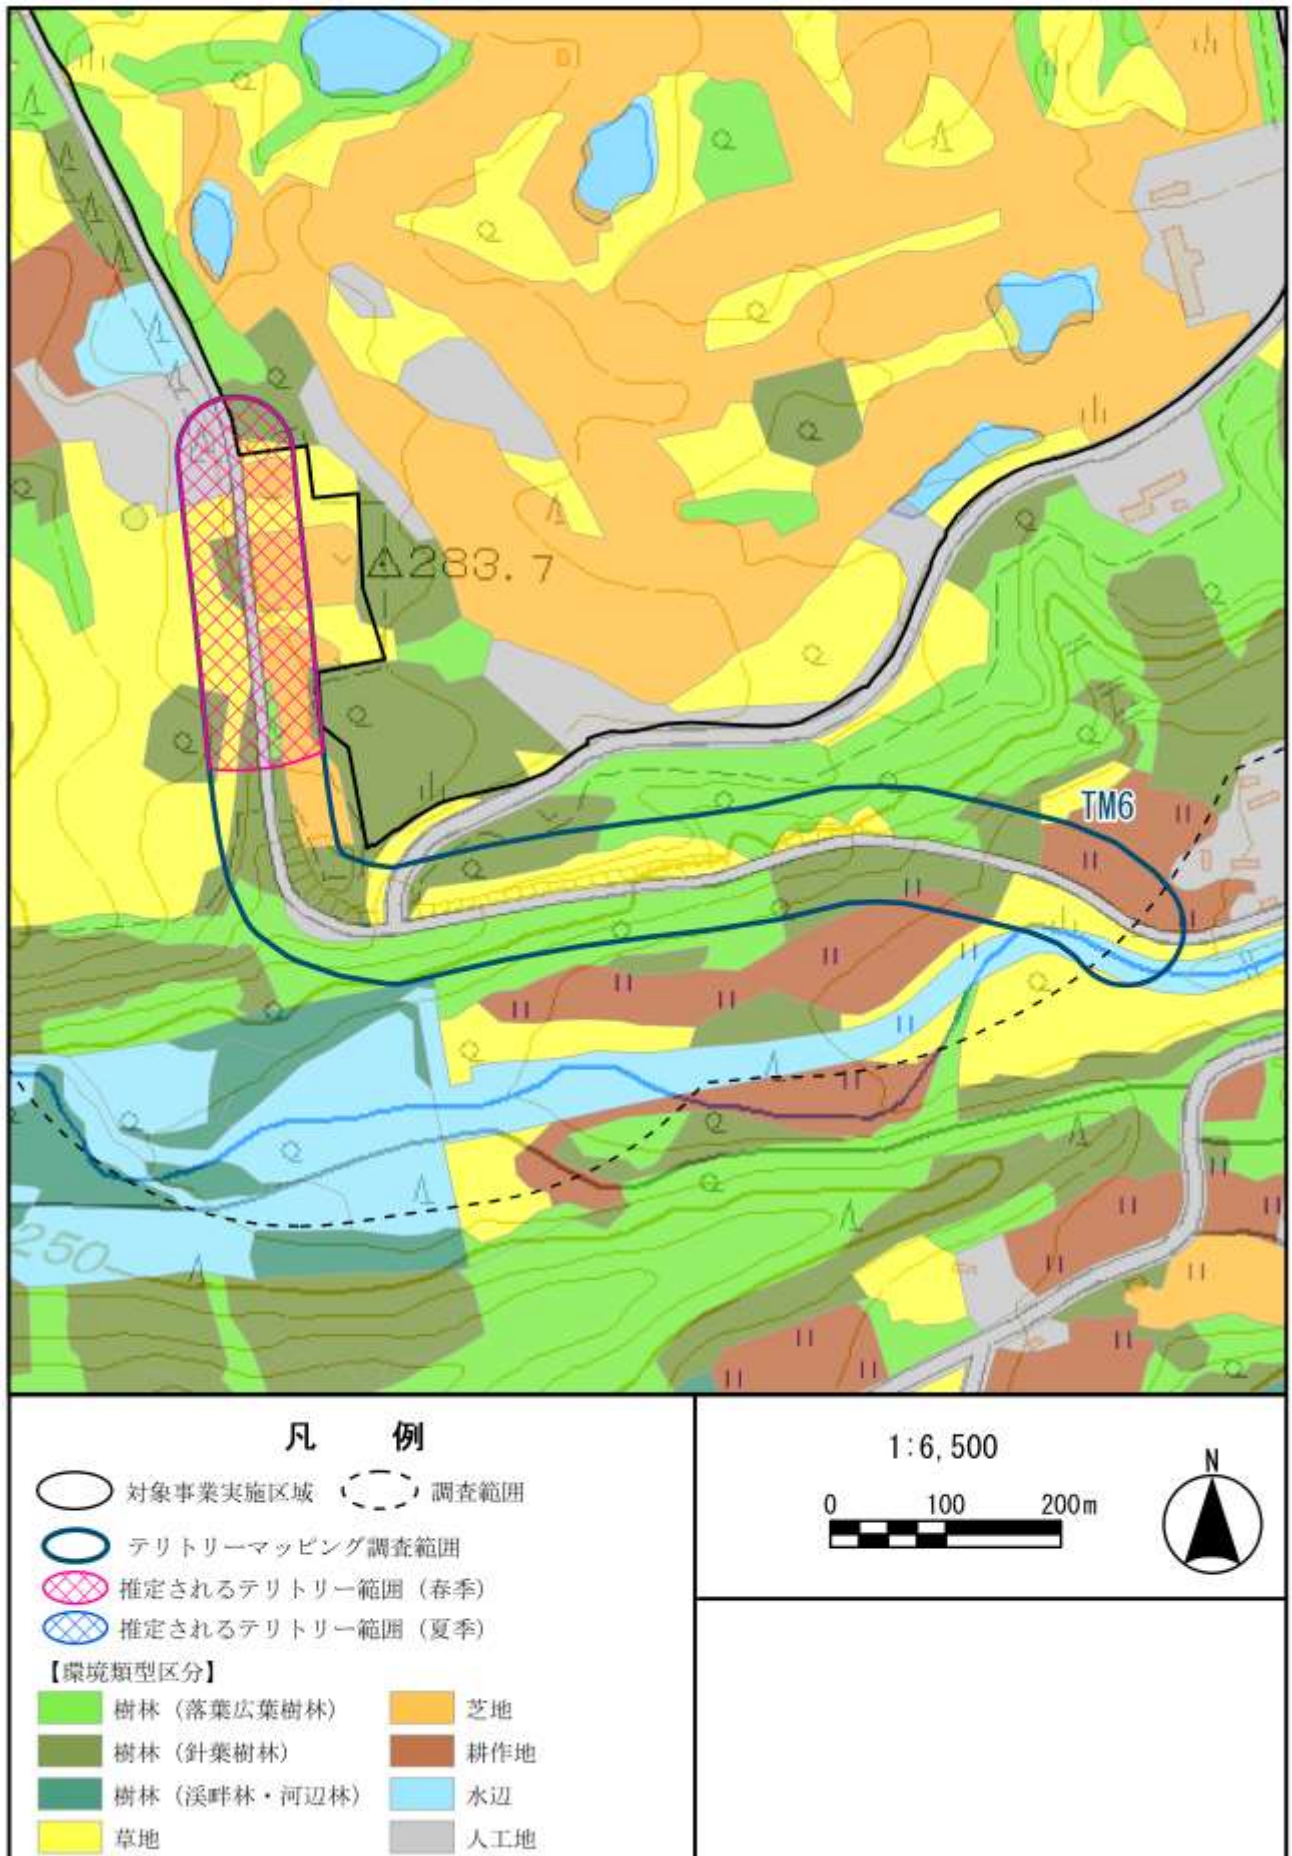 283.7
TM6
250
凡 例
対象事業実施区域 調査範囲
テリトリーマッピング調査範囲
推定されるテリトリー範囲（春季）
推定されるテリトリー範囲（夏季）
【環境類型区分】
樹林（落葉広葉樹林） 芝地
樹林（針葉樹林） 耕作地
樹林（渓畔林・河辺林） 水辺
草地 人工地
1:6,500
0 100 200m
N